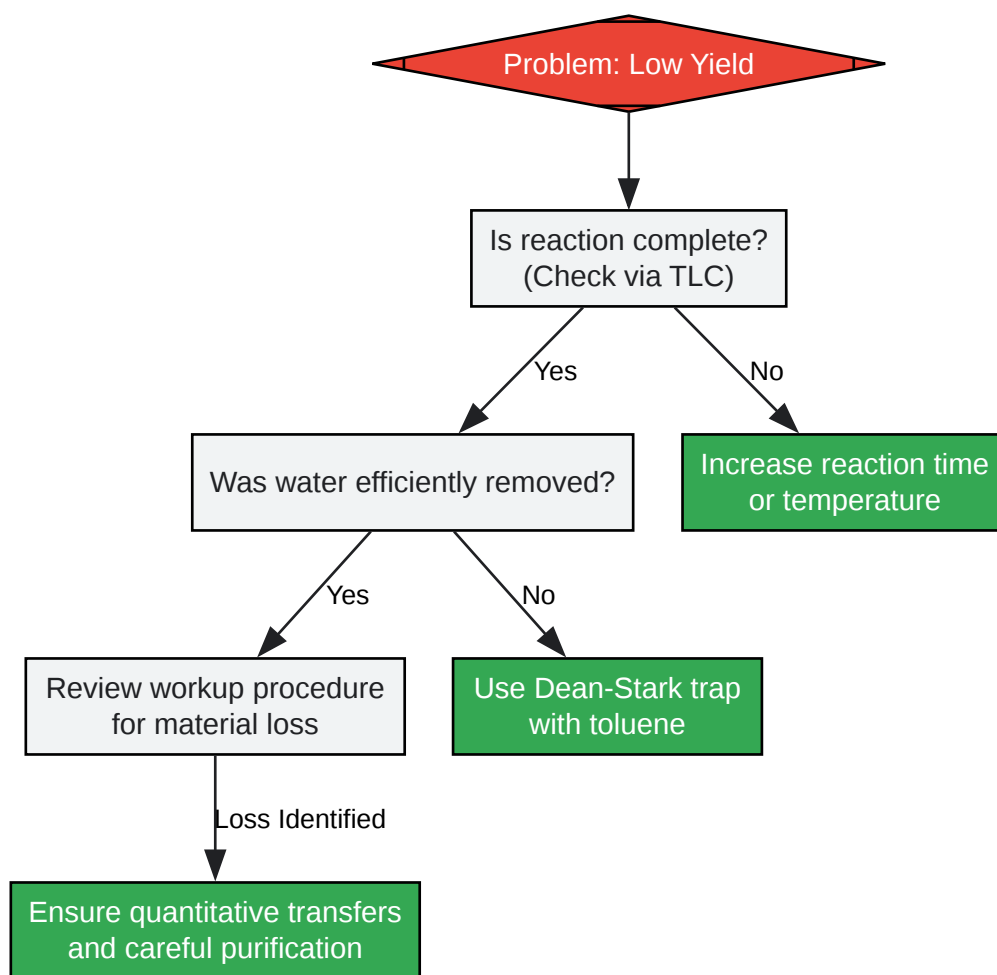 Problem: Low Yield
Is reaction complete?
(Check via TLC)
Yes
No
Was water efficiently removed?
Increase reaction time
or temperature
Yes
No
Review workup procedure
for material loss
Use Dean-Stark trap
with toluene
Loss Identified
Ensure quantitative transfers
and careful purification